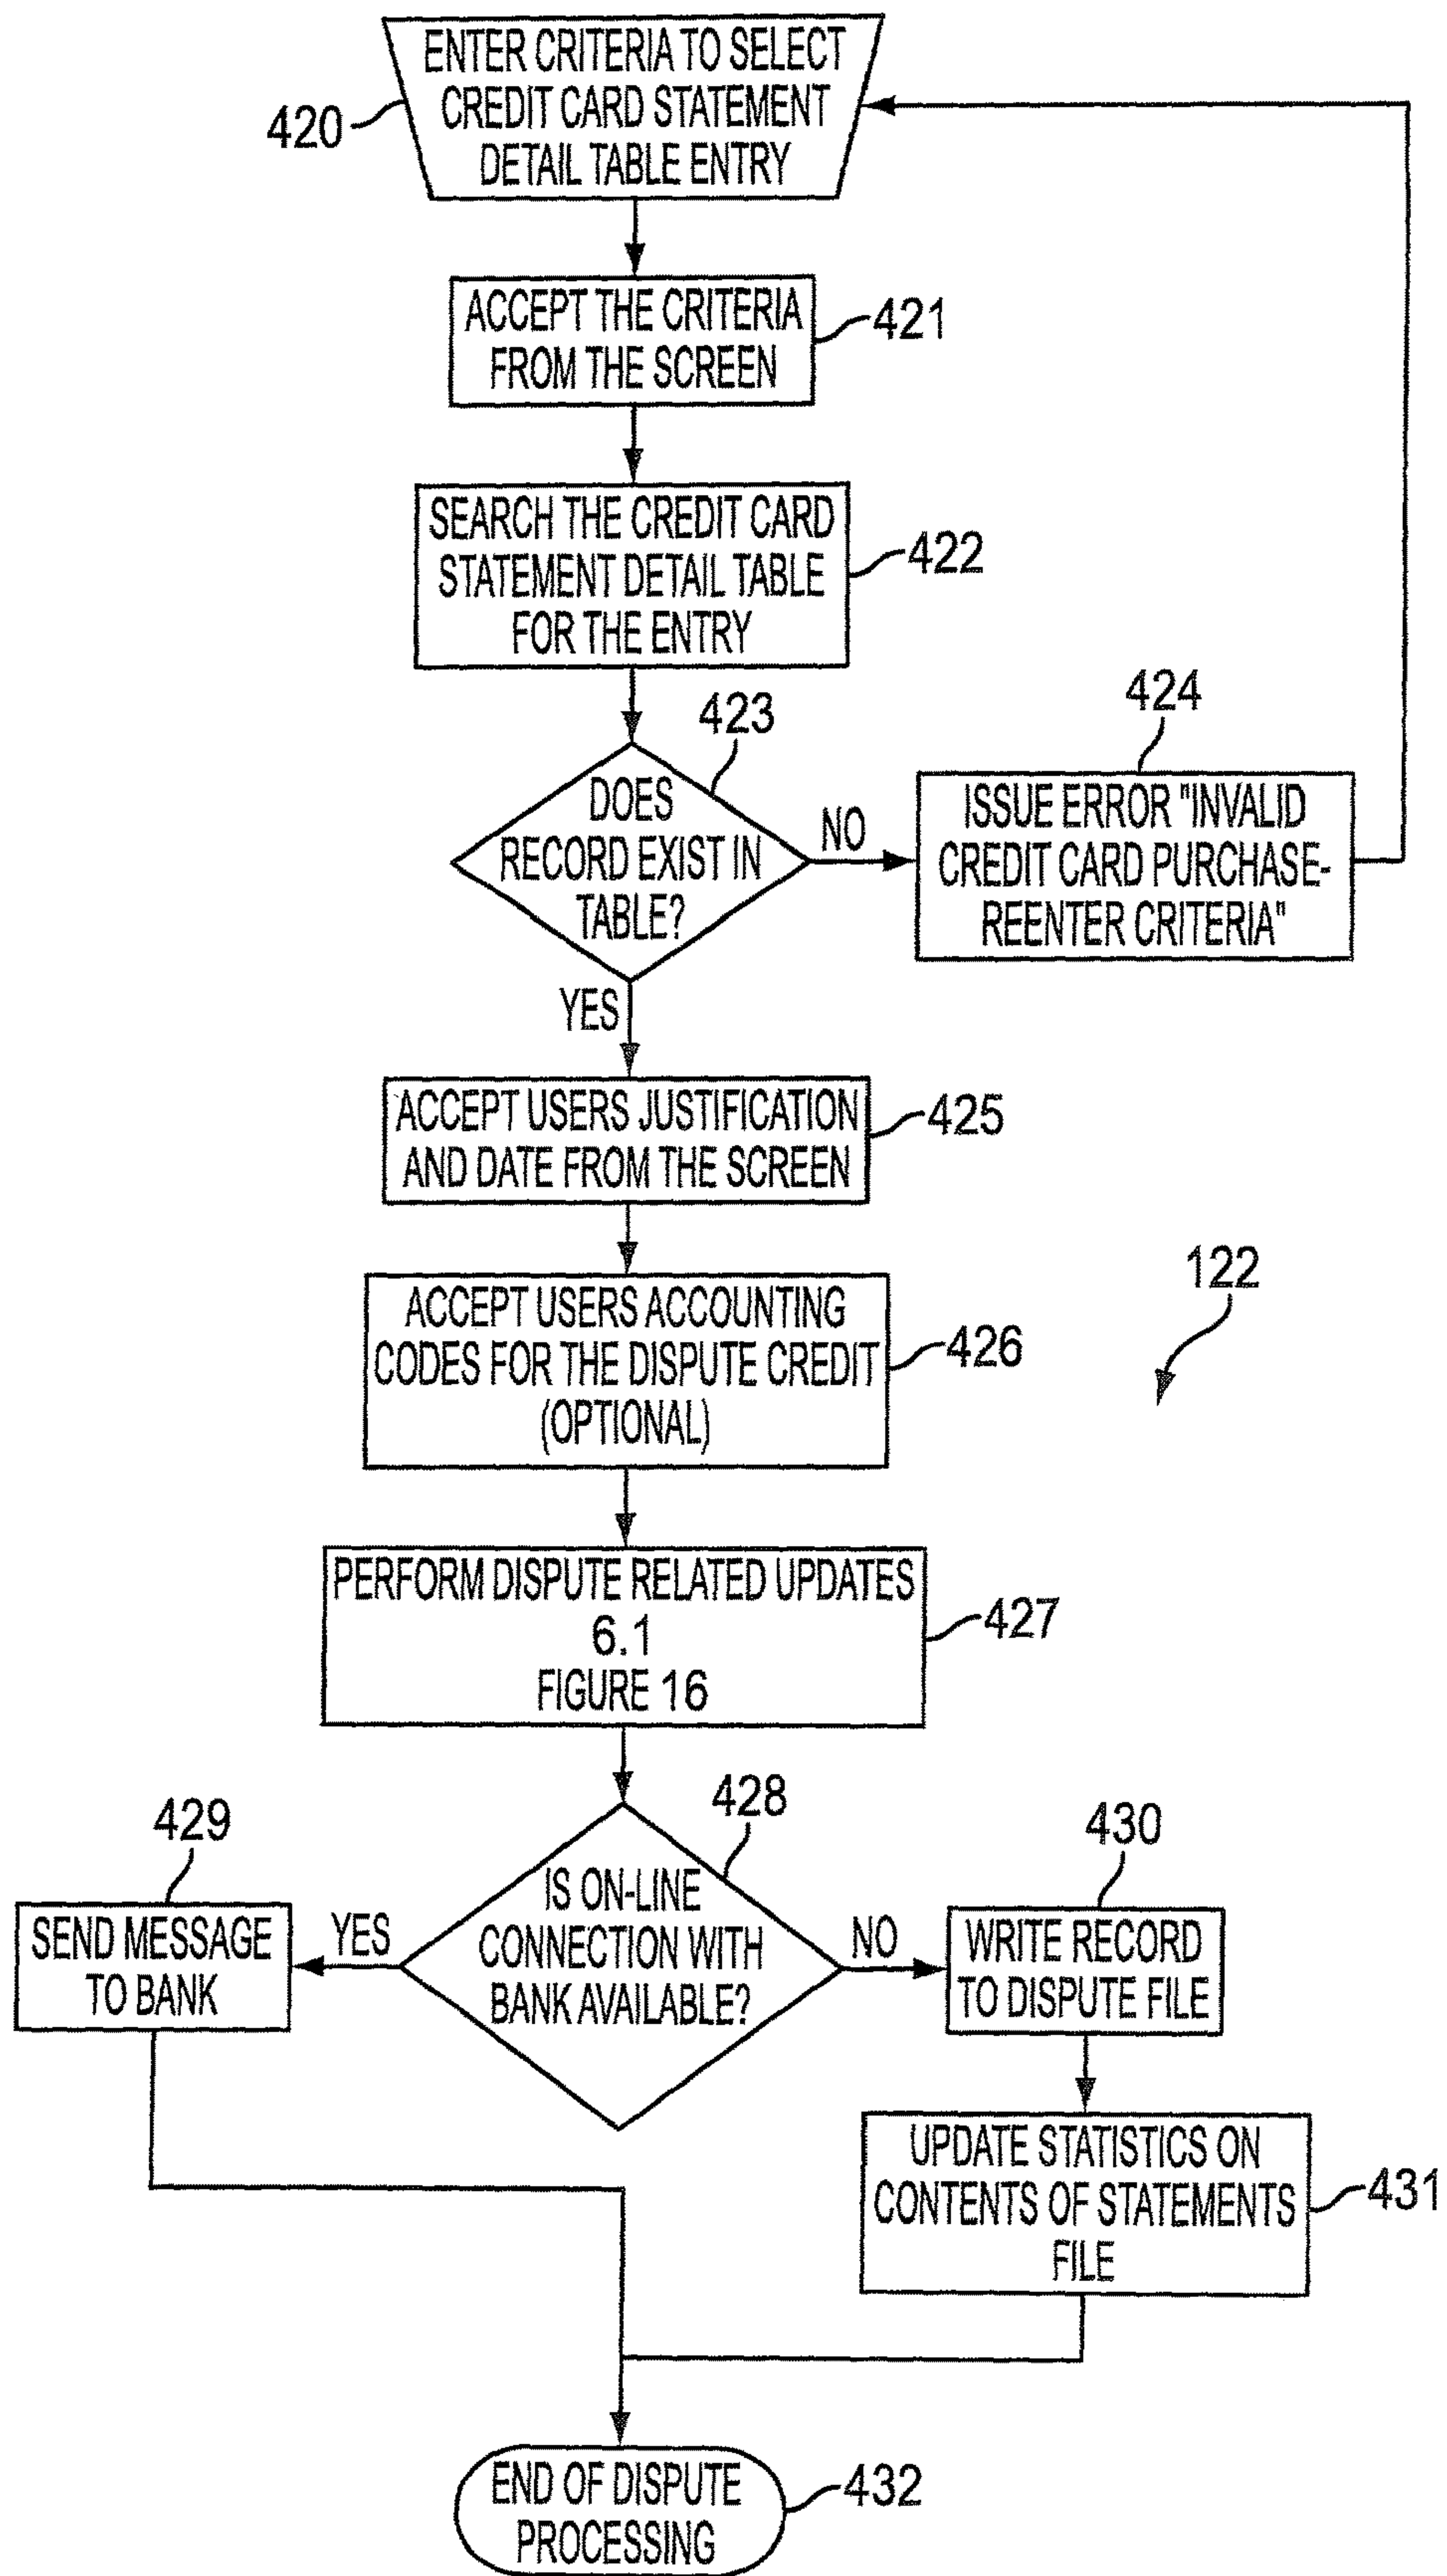 ENTER CRITERIA TO SELECT
CREDIT CARD STATEMENT
DETAIL TABLE ENTRY
420
ACCEPT THE CRITERIA
FROM THE SCREEN
421
SEARCH THE CREDIT CARD
STATEMENT DETAIL TABLE
FOR THE ENTRY
422
423
DOES
RECORD EXIST IN
TABLE?
NO
424
ISSUE ERROR "INVALID
CREDIT CARD PURCHASE-
REENTER CRITERIA"
YES
ACCEPT USERS JUSTIFICATION
AND DATE FROM THE SCREEN
425
ACCEPT USERS ACCOUNTING
CODES FOR THE DISPUTE CREDIT
(OPTIONAL)
426
122
PERFORM DISPUTE RELATED UPDATES
6.1
FIGURE 16
427
428
IS ON-LINE
CONNECTION WITH
BANK AVAILABLE?
YES
429
SEND MESSAGE
TO BANK
NO
430
WRITE RECORD
TO DISPUTE FILE
UPDATE STATISTICS ON
CONTENTS OF STATEMENTS
FILE
431
END OF DISPUTE
PROCESSING
432